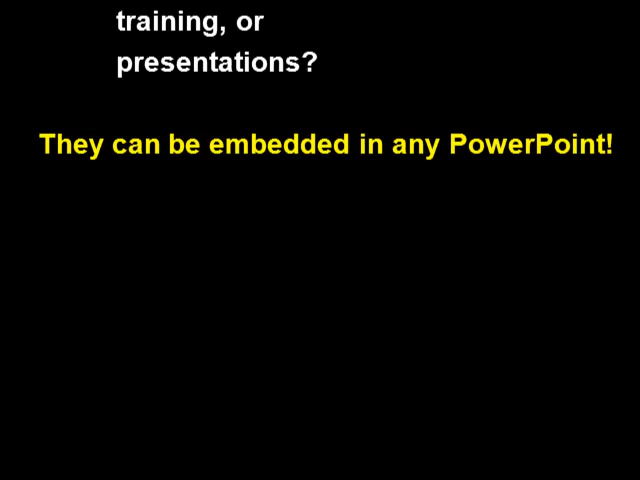 training, or
presentations?
They can be embedded in any PowerPoint!